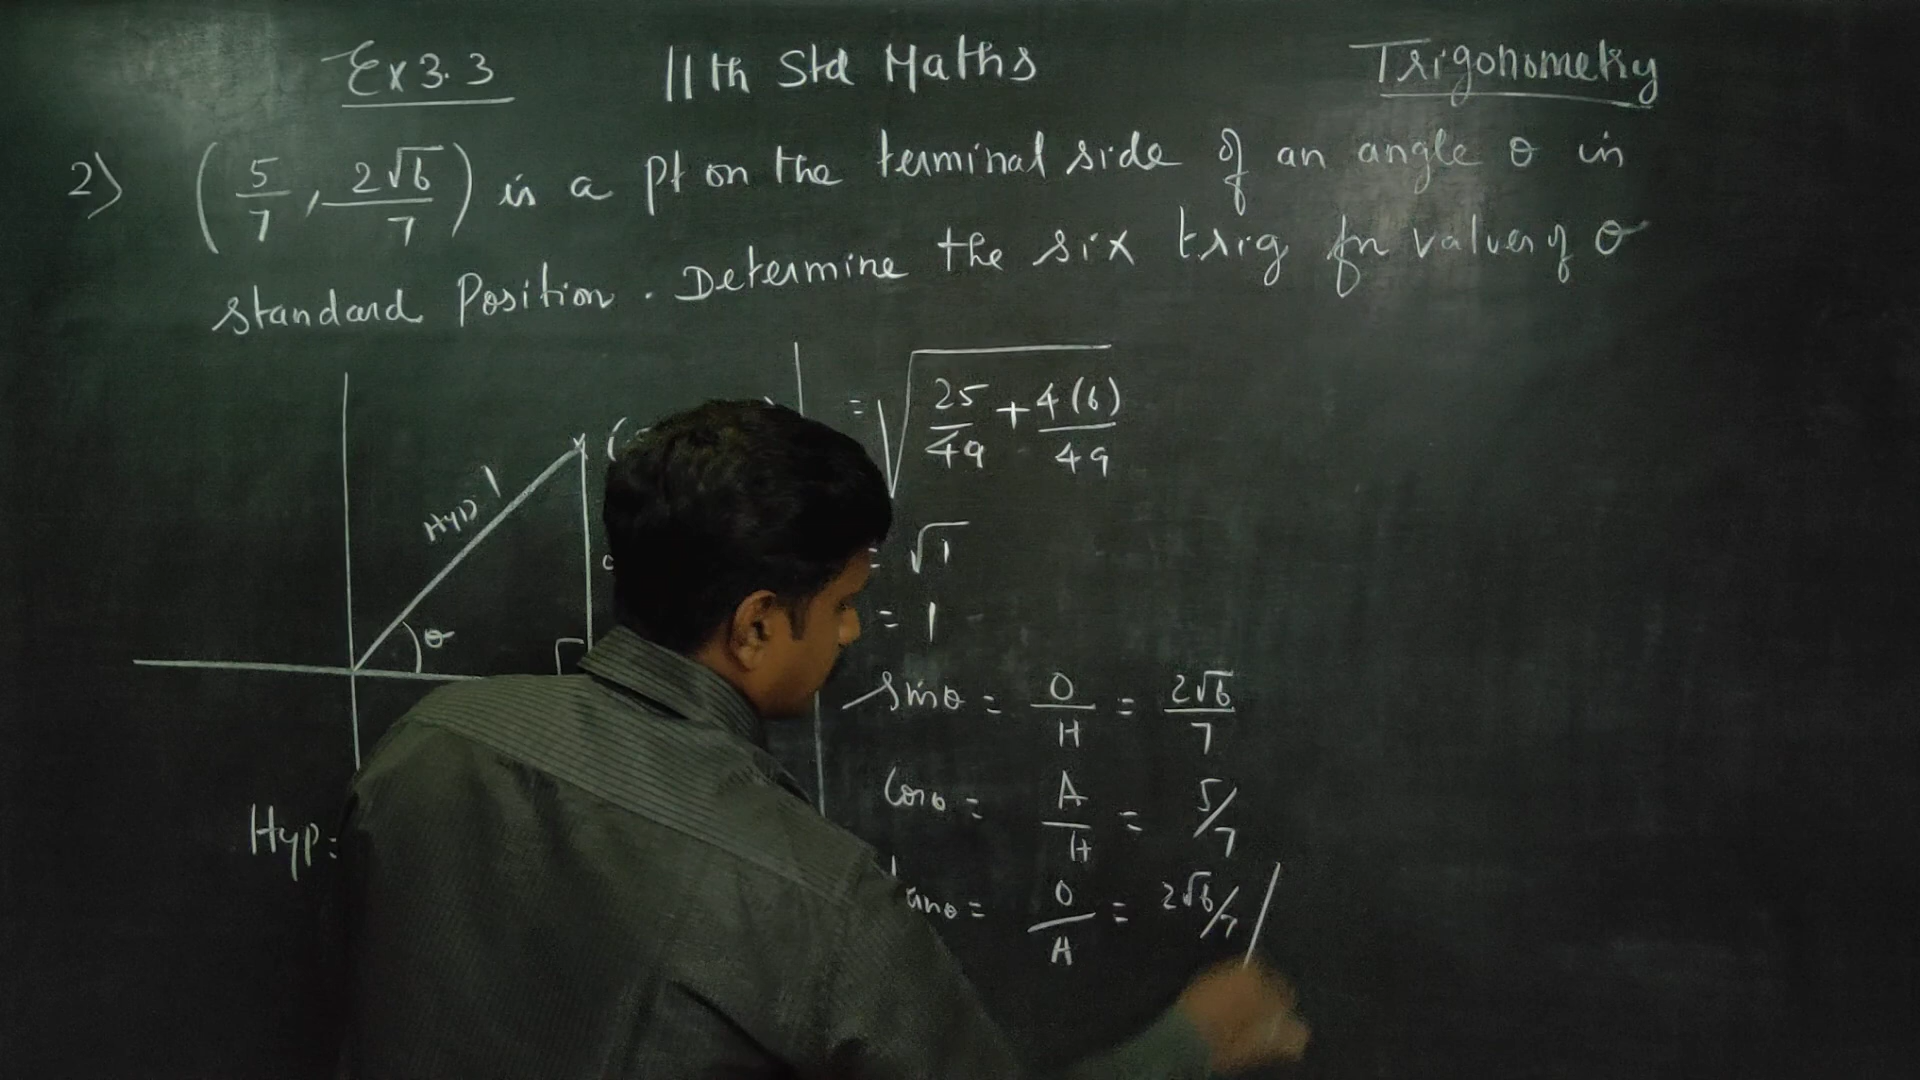 Ex 3.3 11th Std Maths Trigonometry
2) (5/7, 2√6/7) is a pt on the terminal side of an angle θ in
standard Position. Determine the six trig fn values of θ
= √(25/49 + 4(6)/49)
Hyp 1
= √1
θ
= 1
Sinθ = O/H = 2√6/7
Cosθ = A/H = 5/7
Hyp =
tanθ = O/A = 2√6/7 /